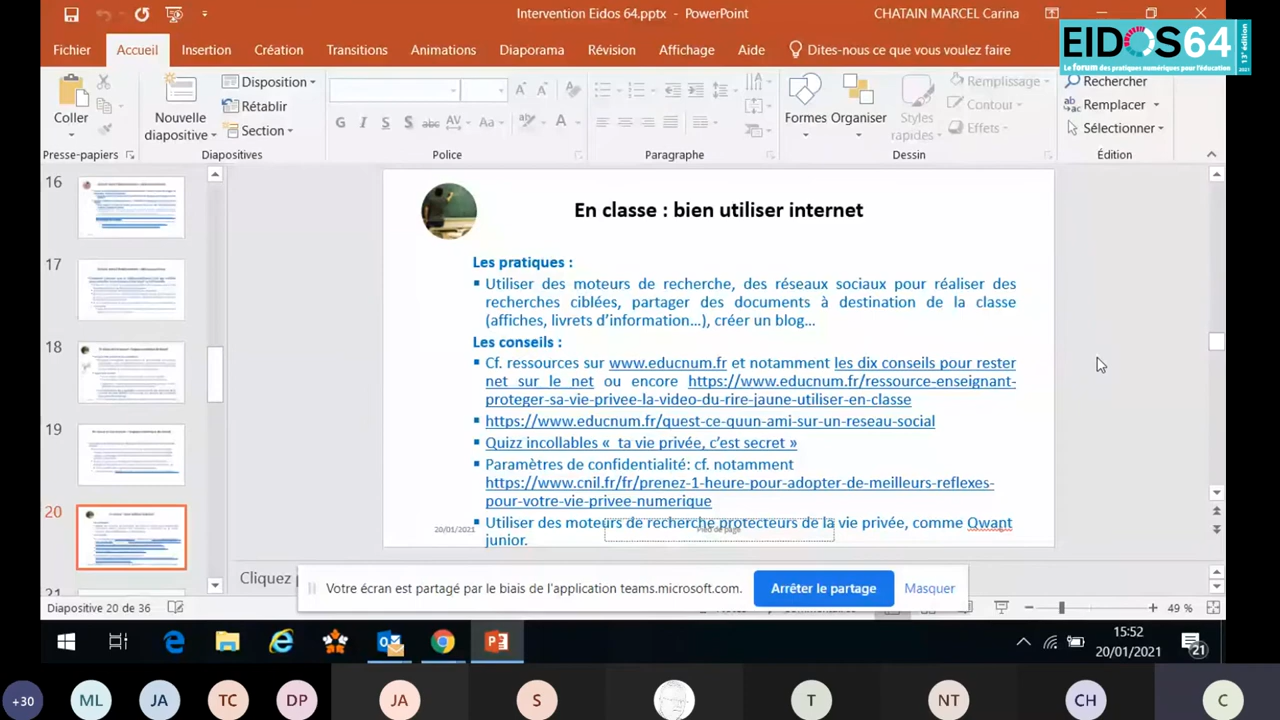 Intervention Eidos 64.pptx - PowerPoint
CHATAIN MARCEL Carina
EIDOS64
13e édition
Le forum des pratiques numériques pour l'éducation
2021
Fichier Accueil Insertion Création Transitions Animations Diaporama Révision Affichage Aide Dites-nous ce que vous voulez faire
Coller
Nouvelle
diapositive
Disposition
Rétablir
Section
G I S S abc AV Aa A
Formes
Organiser
Styles
rapides
Remplissage
Contour
Effets
Rechercher
Remplacer
Sélectionner
Presse-papiers
Diapositives
Police
Paragraphe
Dessin
Édition
16
17
18
19
20
21
En classe : bien utiliser internet
Les pratiques :
▪ Utiliser des moteurs de recherche, des réseaux sociaux pour réaliser des
recherches ciblées, partager des documents à destination de la classe
(affiches, livrets d'information…), créer un blog…
Les conseils :
▪ Cf. ressources sur www.educnum.fr et notamment les dix conseils pour rester
net sur le net ou encore https://www.educnum.fr/ressource-enseignant-
proteger-sa-vie-privee-la-video-du-rire-jaune-utiliser-en-classe
▪ https://www.educnum.fr/quest-ce-quun-ami-sur-un-reseau-social
▪ Quizz incollables « ta vie privée, c'est secret »
▪ Paramètres de confidentialité: cf. notamment
https://www.cnil.fr/fr/prenez-1-heure-pour-adopter-de-meilleurs-reflexes-
pour-votre-vie-privee-numerique
▪ Utiliser des moteurs de recherche protecteurs de la vie privée, comme Qwant
junior.
20/01/2021
Pied de page
Cliquez
Votre écran est partagé par le biais de l'application teams.microsoft.com.
Arrêter le partage
Masquer
Diapositive 20 de 36
49 %
15:52
20/01/2021
21
+30 ML JA TC DP JA S T NT CH C